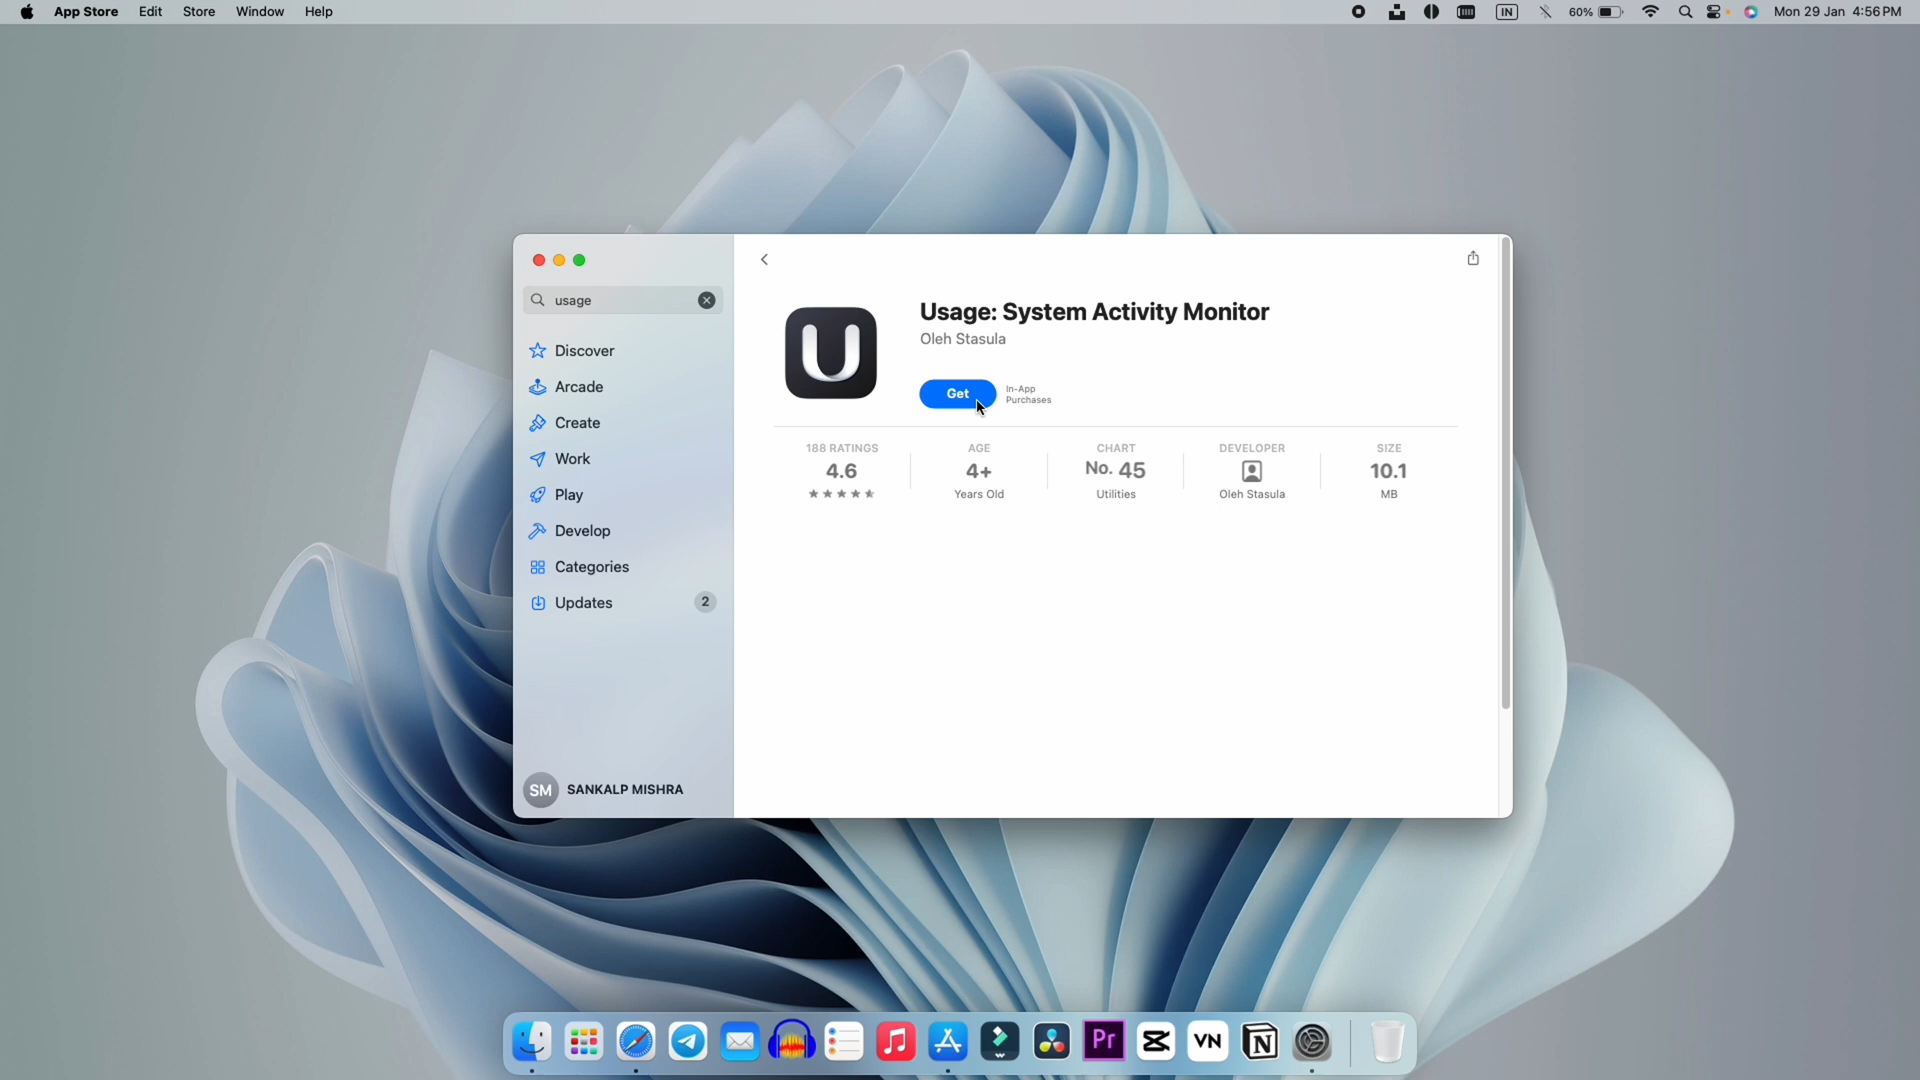 App Store Edit Store Window Help
IN 60% Mon 29 Jan 4:56 PM
usage
Discover
Arcade
Create
Work
Play
Develop
Categories
Updates 2
SM SANKALP MISHRA
U
Usage: System Activity Monitor
Oleh Stasula
Get
In-App
Purchases
188 RATINGS AGE CHART DEVELOPER SIZE
4.6 4+ No. 45 10.1
Years Old Utilities Oleh Stasula MB
Pr VN N